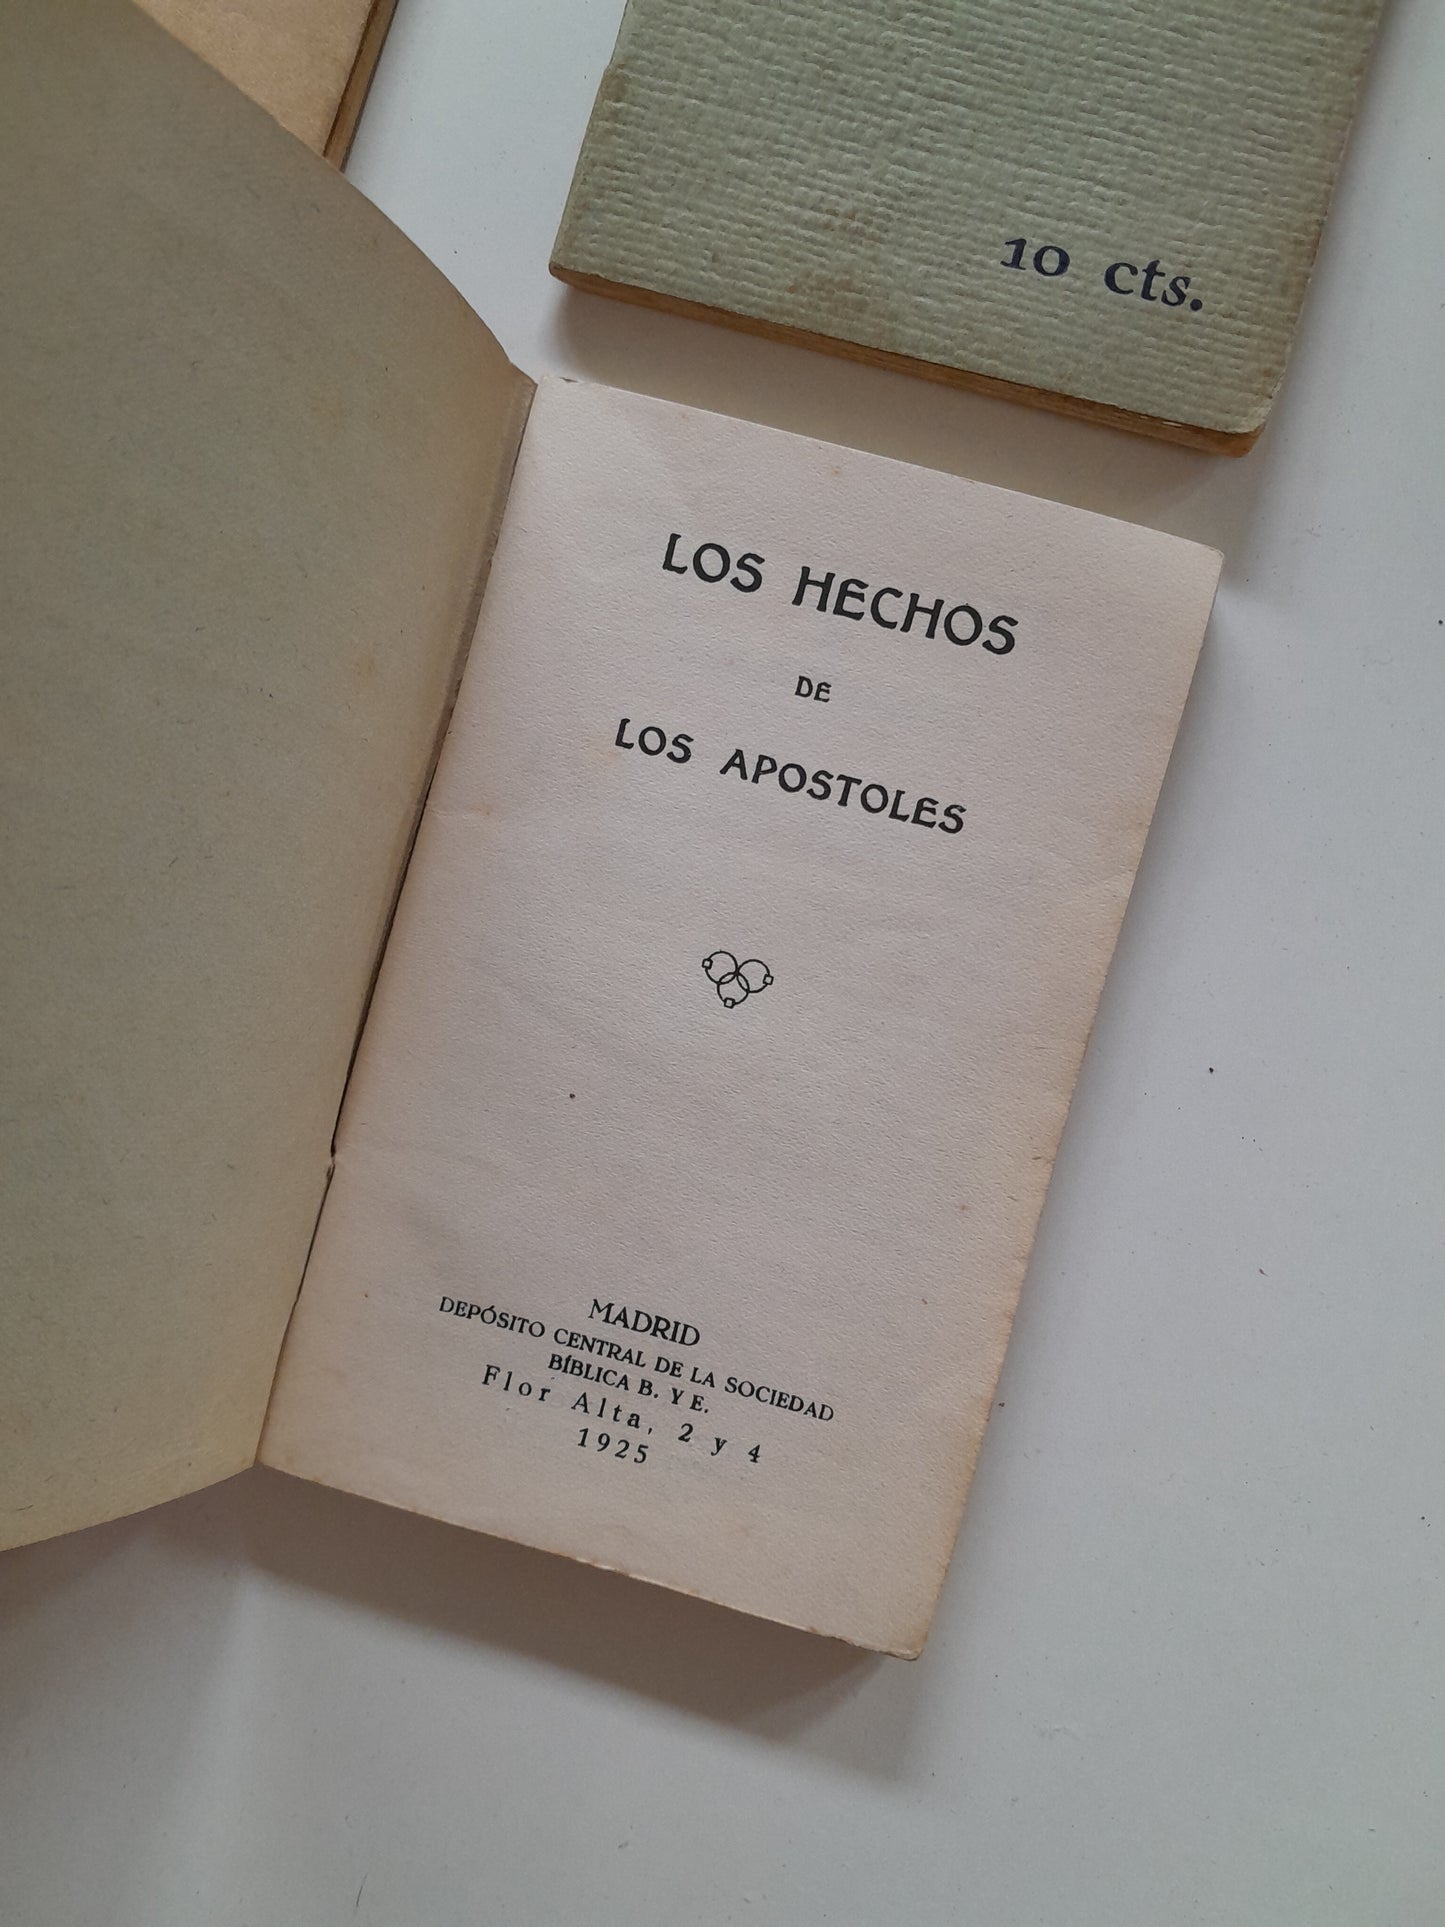 10 cts.
LOS HECHOS
DE
LOS APOSTOLES
MADRID
DEPÓSITO CENTRAL DE LA SOCIEDAD
BÍBLICA B. Y E.
Flor Alta, 2 y 4
1925